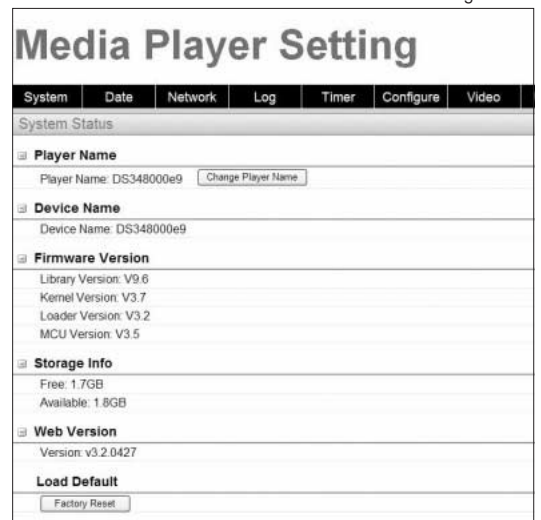 Media Player Setting
System Date Network Log Timer Configure Video
System Status
Player Name
Player Name: DS348000e9 Change Player Name
Device Name
Device Name: DS348000e9
Firmware Version
Library Version: V9.6
Kernel Version: V3.7
Loader Version: V3.2
MCU Version: V3.5
Storage Info
Free: 1.7GB
Available: 1.8GB
Web Version
Version: v3.2.0427
Load Default
Factory Reset